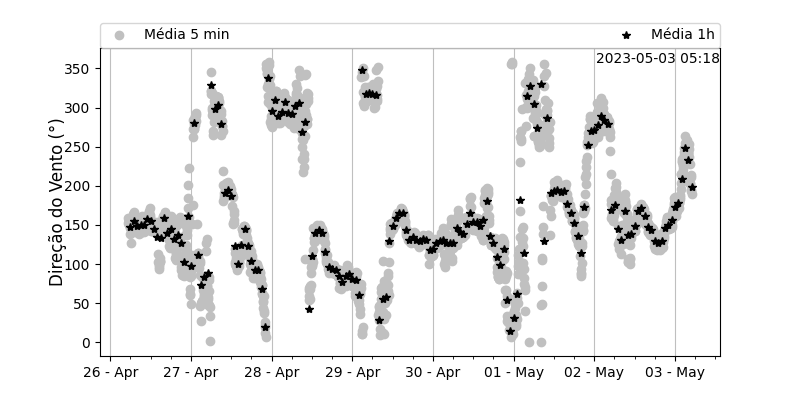 Média 5 min
Média 1h
2023-05-03 05:18
Direção do Vento (°)
350
300
250
200
150
100
50
0
26 - Apr
27 - Apr
28 - Apr
29 - Apr
30 - Apr
01 - May
02 - May
03 - May